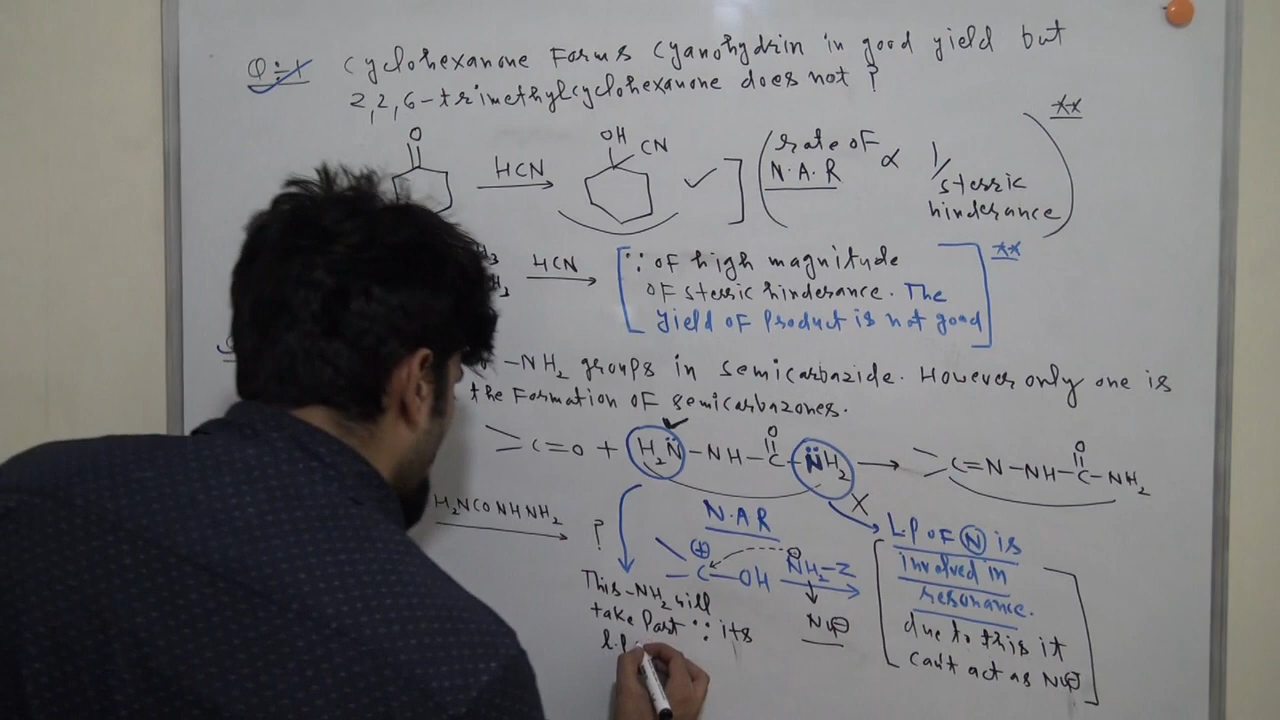 Q:-1 Cyclohexanone Forms Cyanohydrin in good yield but
2,2,6-trimethylcyclohexanone does not ?
O
HCN
OH
CN
rate of
N.A.R
∝
1/
sterric
hinderance
**
HCN
∵ of high magnitude
of sterric hinderance. The
yield of Product is not good
**
-NH2 groups in semicarbazide. However only one is
the Formation of semicarbazones.
C=O + H2N̈-NH-C-N̈H2 → C=N-NH-C-NH2
O
O
H2NCONHNH2
?
N.A.R
⊕
C-OH
NH2-Z
Nu⊖
X
This -NH2 will
take Part ∵ its
l.p
L.P of N is
involved in
resonance.
due to this it
can't act as Nu⊖